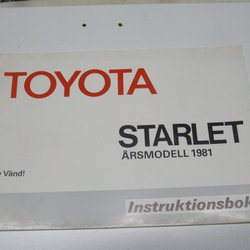 TOYOTA
STARLET
ÅRSMODELL 1981
Vänd!
Instruktionsbok